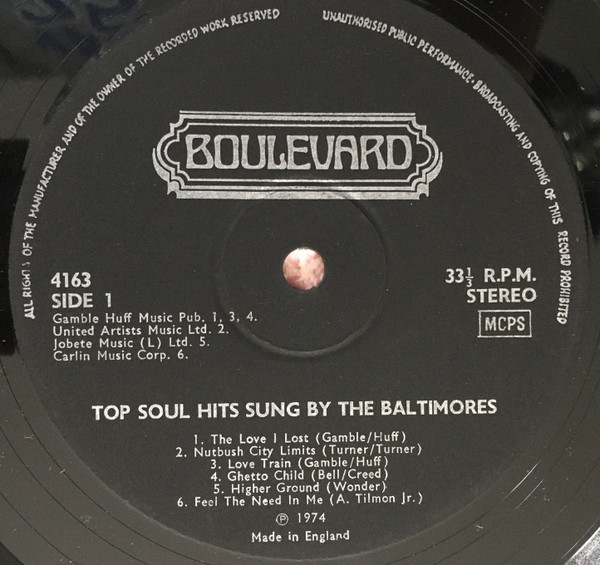 ALL RIGHTS OF THE MANUFACTURER AND OF THE OWNER OF THE RECORDED WORK RESERVED
UNAUTHORISED PUBLIC PERFORMANCE · BROADCASTING AND COPYING OF THIS RECORD PROHIBITED
BOULEVARD
4163
SIDE 1
Gamble Huff Music Pub. 1, 3, 4.
United Artists Music Ltd. 2.
Jobete Music (L) Ltd. 5.
Carlin Music Corp. 6.
33⅓ R.P.M.
STEREO
MCPS
TOP SOUL HITS SUNG BY THE BALTIMORES
1. The Love I Lost (Gamble/Huff)
2. Nutbush City Limits (Turner/Turner)
3. Love Train (Gamble/Huff)
4. Ghetto Child (Bell/Creed)
5. Higher Ground (Wonder)
6. Feel The Need In Me (A. Tilmon Jr.)
℗ 1974
Made in England